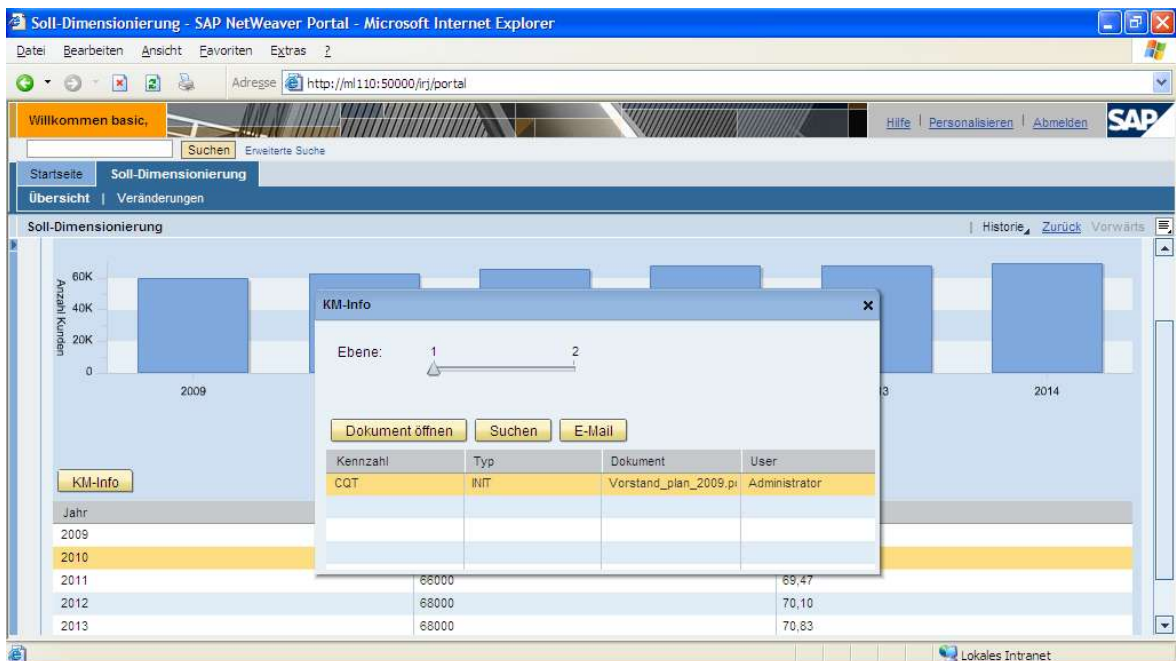 Soll-Dimensionierung - SAP NetWeaver Portal - Microsoft Internet Explorer
Datei Bearbeiten Ansicht Favoriten Extras ?
Adresse http://ml110:50000/irj/portal
Willkommen basic,
Hilfe | Personalisieren | Abmelden SAP
Suchen Erweiterte Suche
Startseite Soll-Dimensionierung
Übersicht | Veränderungen
Soll-Dimensionierung | Historie Zurück Vorwärts
Anzahl Kunden
60K
40K
20K
0
2009 2014
KM-Info
Ebene: 1 2
Dokument öffnen Suchen E-Mail
Kennzahl Typ Dokument User
CQT INIT Vorstand_plan_2009.p Administrator
KM-Info
Jahr
2009
2010
2011 66000 69,47
2012 68000 70,10
2013 68000 70,83
Lokales Intranet